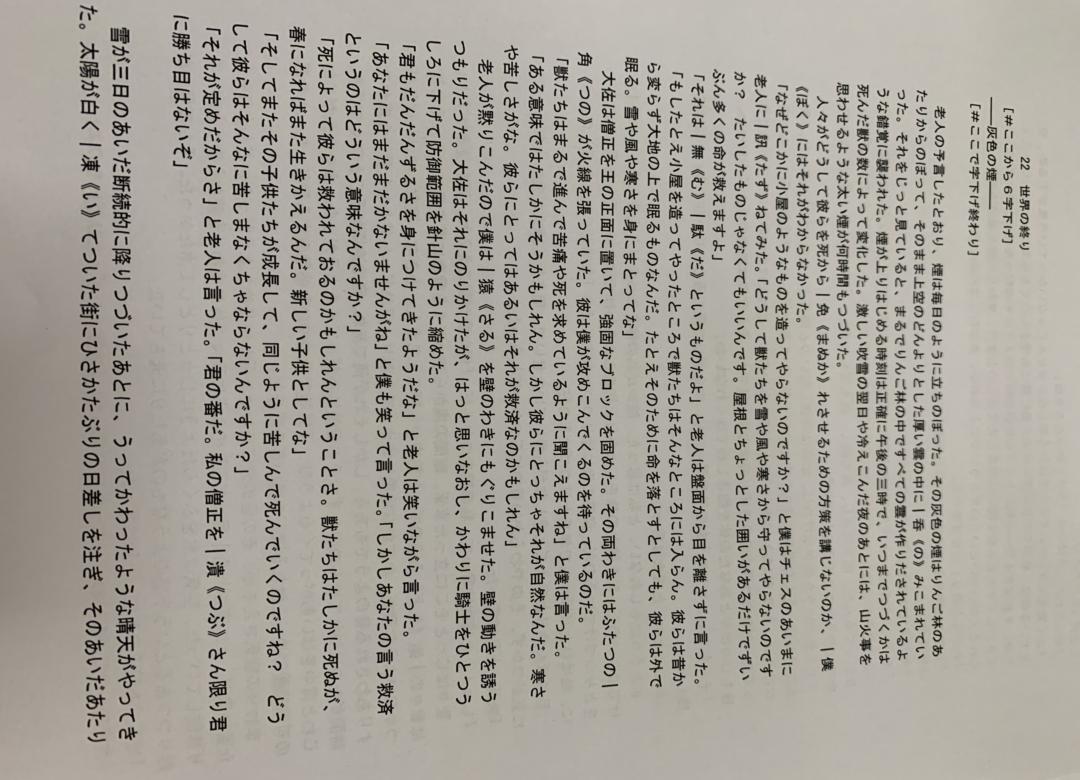 22　世界の終り
[＃ここから６字下げ]
――灰色の煙――
[＃ここで字下げ終わり]
老人の予言したとおり、煙は毎日のように立ちのぼった。その灰色の煙はりんご林のあ
たりからのぼって、そのまま上空のどんよりとした厚い雲の中に｜呑《の》みこまれてい
った。それをじっと見ていると、まるでりんご林の中ですべての雲が作りだされているよ
うな錯覚に襲われた。煙が上りはじめる時刻は正確に午後の三時で、いつまでつづくかは
死んだ獣の数によって変化した。激しい吹雪の翌日や冷えこんだ夜のあとには、山火事を
思わせるような太い煙が何時間もつづいた。
人々がどうして彼らを死から｜免《まぬか》れさせるための方策を講じないのか、｜僕
《ぼく》にはそれがわからなかった。
「なぜどこかに小屋のようなものを造ってやらないのですか？」と僕はチェスのあいまに
老人に｜訊《たず》ねてみた。「どうして獣たちを雪や風や寒さから守ってやらないのです
か？　たいしたものじゃなくてもいいんです。屋根とちょっとした囲いがあるだけでずい
ぶん多くの命が救えますよ」
「それは｜無《む》｜駄《だ》というものだよ」と老人は盤面から目を離さずに言った。
「もしたとえ小屋を造ってやったところで獣たちはそんなところには入らん。彼らは昔か
ら変らず大地の上で眠るものなんだ。たとえそのために命を落とすとしても、彼らは外で
眠る。雪や風や寒さを身にまとってな」
大佐は僧正を王の正面に置いて、強固なブロックを固めた。その両わきにはふたつの｜
角《つの》が火線を張っていた。彼は僕が攻めこんでくるのを待っているのだ。
「獣たちはまるで進んで苦痛や死を求めているように聞こえますね」と僕は言った。
「ある意味ではたしかにそうかもしれん。しかし彼らにとっちゃそれが自然なんだ。寒さ
や苦しさがな。彼らにとってはあるいはそれが救済なのかもしれん」
老人が黙りこんだので僕は｜猿《さる》を壁のわきにもぐりこませた。壁の動きを誘う
つもりだった。大佐はそれにのりかけたが、はっと思いなおし、かわりに騎士をひとつう
しろに下げて防御範囲を針山のように縮めた。
「君もだんだんずるさを身につけてきたようだな」と老人は笑いながら言った。
「あなたにはまだまだかないませんがね」と僕も笑って言った。「しかしあなたの言う救済
というのはどういう意味なんですか？」
「死によって彼らは救われておるのかもしれんということさ。獣たちはたしかに死ぬが、
春になればまた生きかえるんだ。新しい子供としてな」
「そしてまたその子供たちが成長して、同じように苦しんで死んでいくのですね？　どう
して彼らはそんなに苦しまなくちゃならないんですか？」
「それが定めだからさ」と老人は言った。「君の番だ。私の僧正を｜潰《つぶ》さん限り君
に勝ち目はないぞ」
雪が三日のあいだ断続的に降りつづいたあとに、うってかわったような晴天がやってき
た。太陽が白く｜凍《い》てついた街にひさかたぶりの日差しを注ぎ、そのあいだあたり